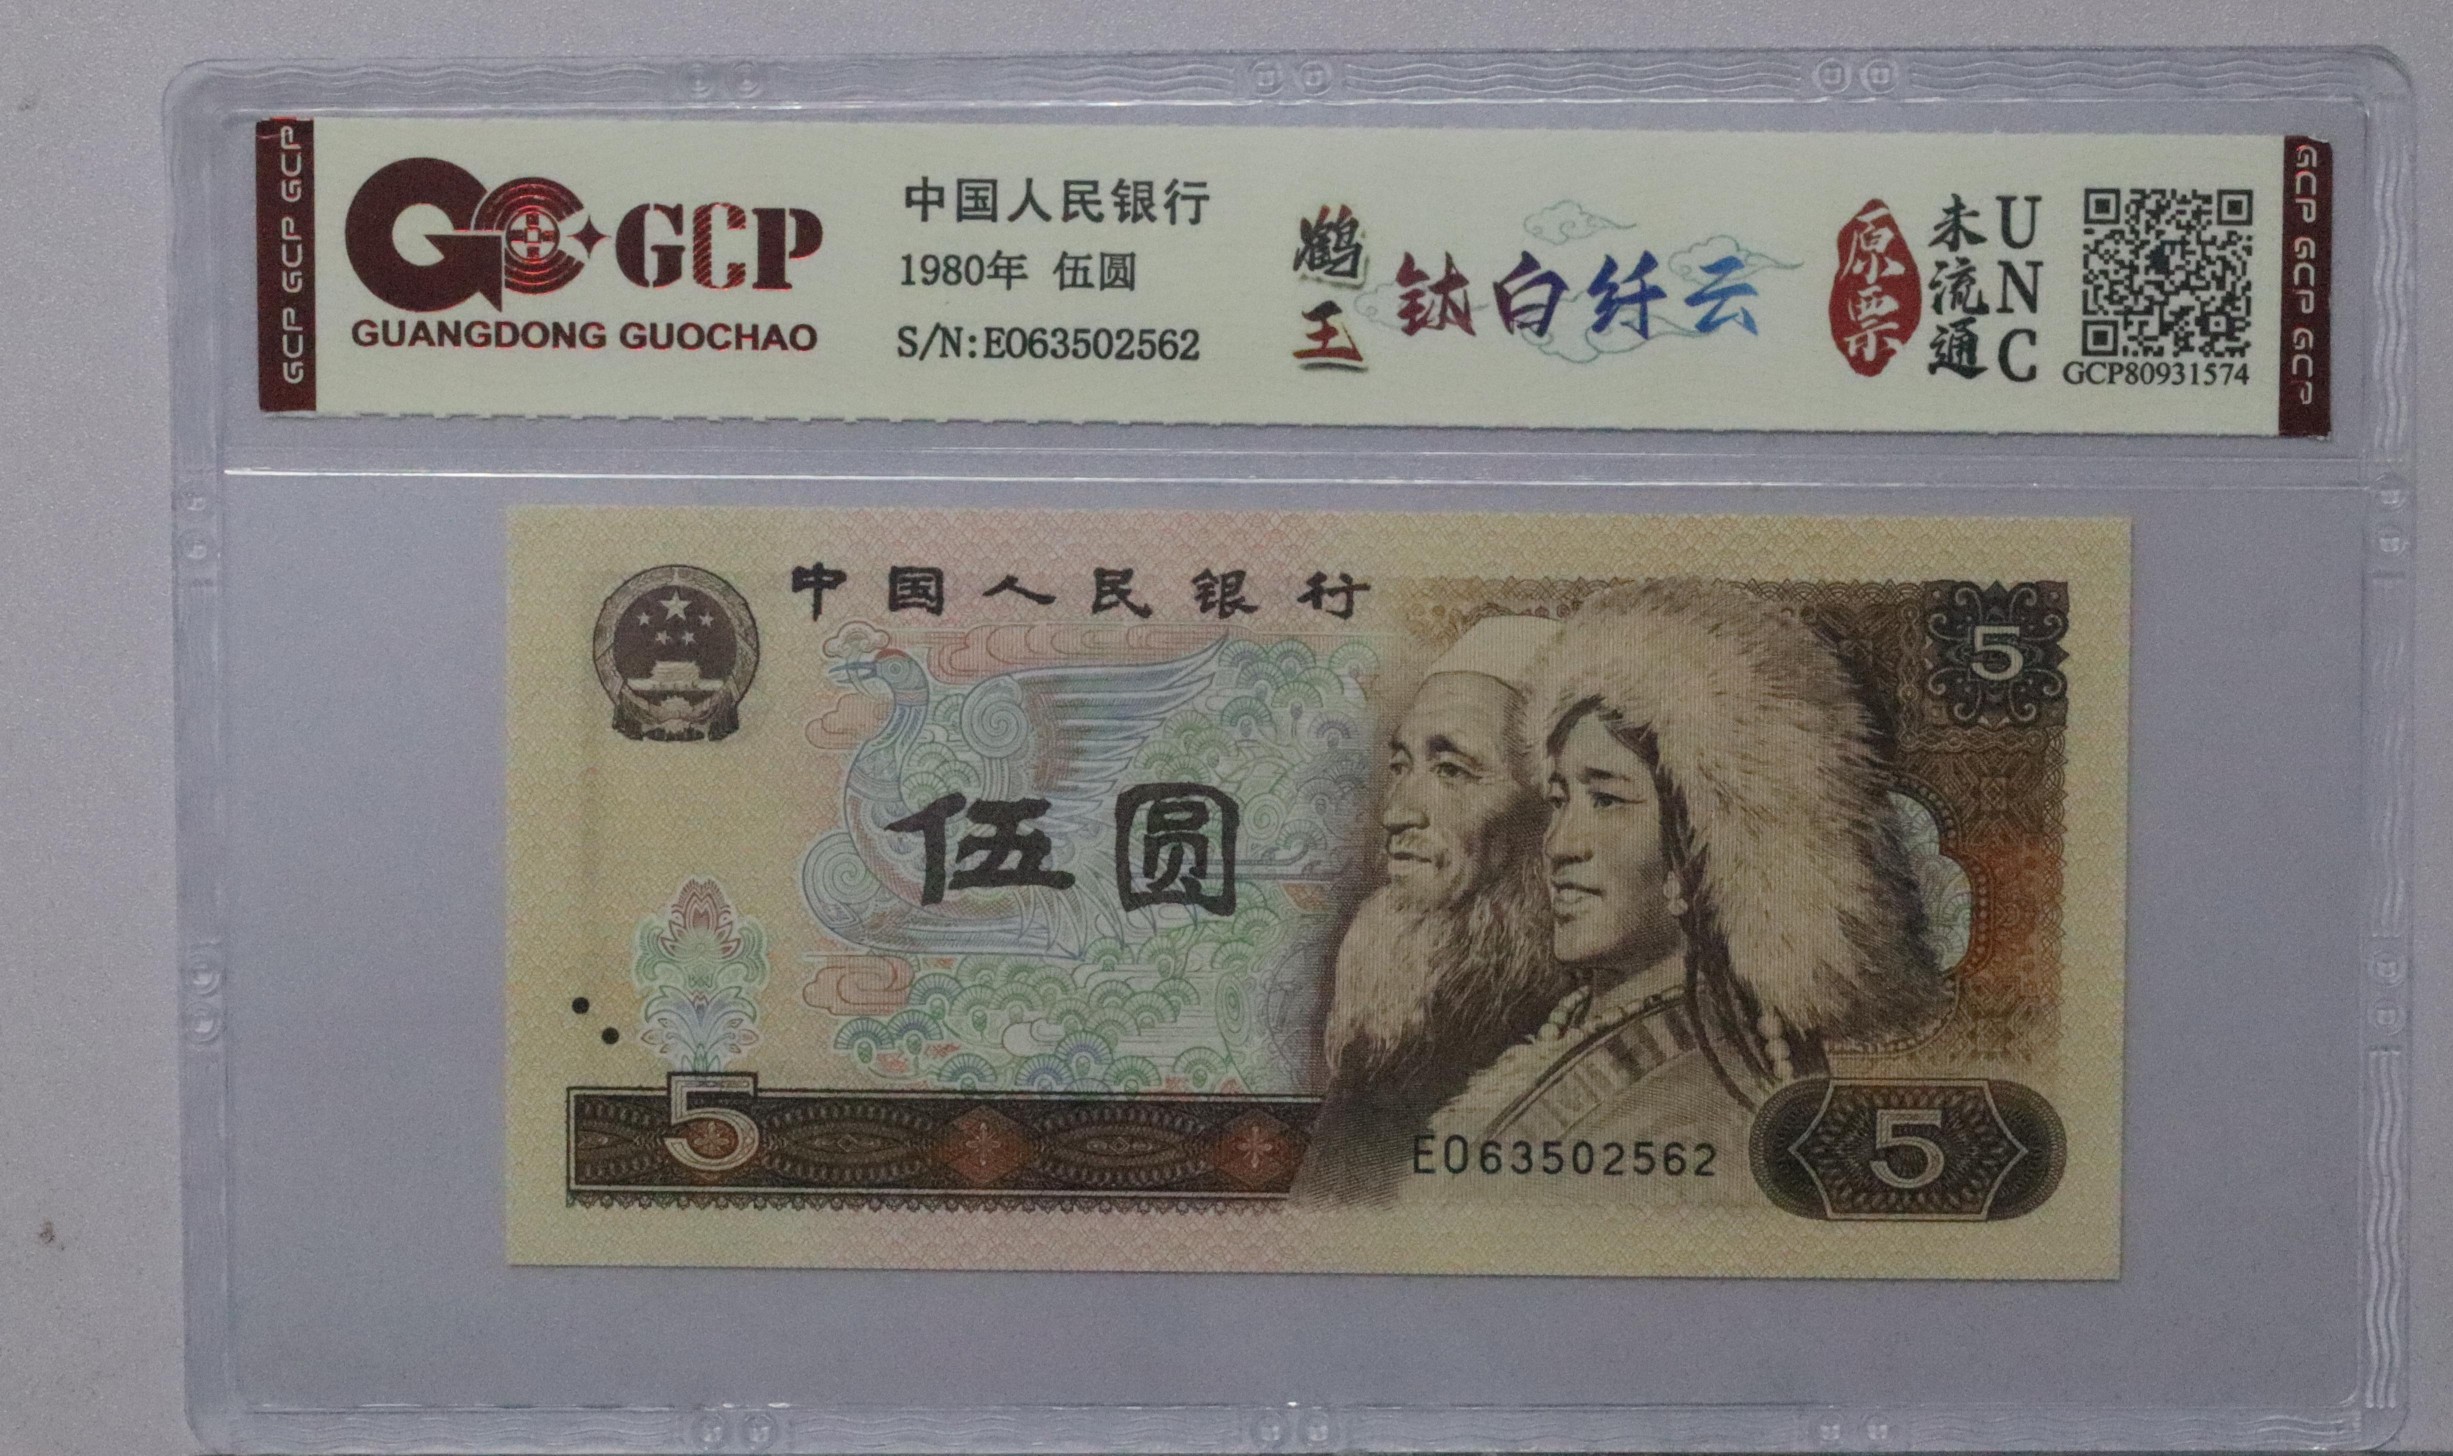 GCP GCP GCP
GCP
GUANGDONG GUOCHAO
中国人民银行
1980年 伍圆
S/N:EO63502562
鹤王
钛白纤云
原票
未流通
UNC
GCP80931574
GCP GCP GCP
中国人民银行
5
伍圆
5
EO63502562
5